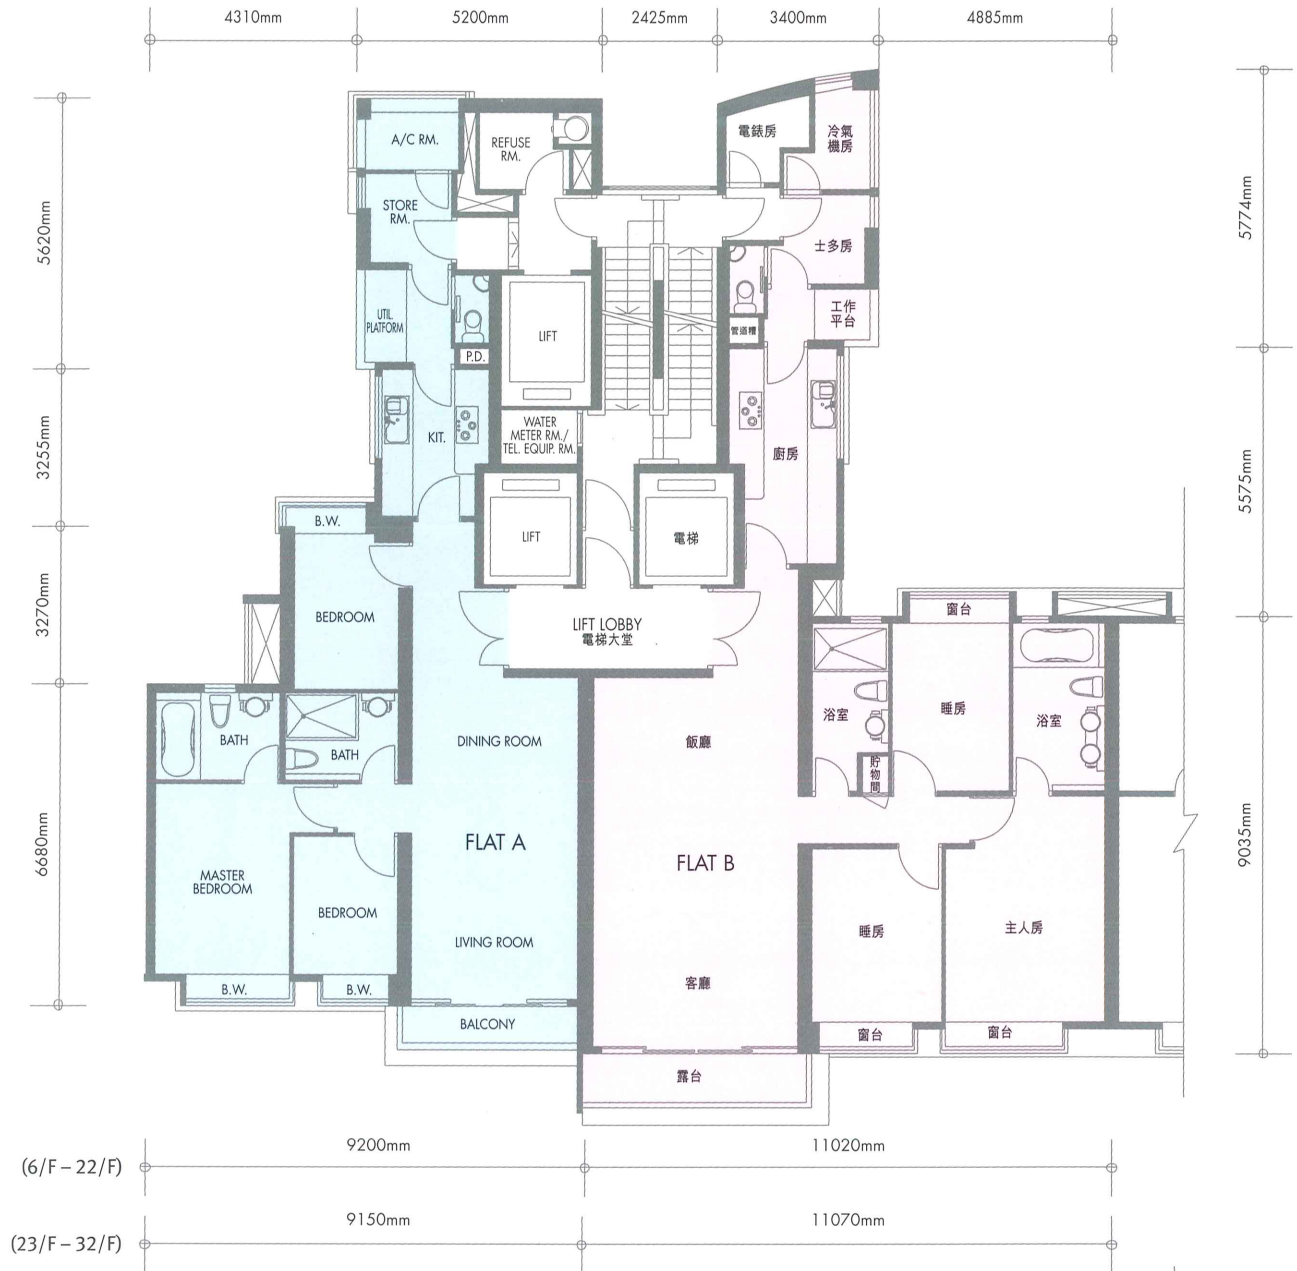 4310mm
5200mm
2425mm
3400mm
4885mm
A/C RM.
REFUSE
RM.
電錶房
冷氣
機房
STORE
RM.
士多房
5620mm
5774mm
UTIL.
PLATFORM
LIFT
工作
平台
管道糟
P.D.
WATER
METER RM./
TEL. EQUIP. RM.
KIT.
廚房
3255mm
5575mm
B.W.
LIFT
電梯
BEDROOM
LIFT LOBBY
電梯大堂
窗台
3270mm
BATH
BATH
DINING ROOM
飯廳
浴室
睡房
浴室
貯
物
間
FLAT A
FLAT B
6680mm
9035mm
MASTER
BEDROOM
BEDROOM
LIVING ROOM
睡房
主人房
客廳
B.W.
B.W.
BALCONY
窗台
窗台
露台
9200mm
11020mm
(6/F – 22/F)
9150mm
11070mm
(23/F – 32/F)